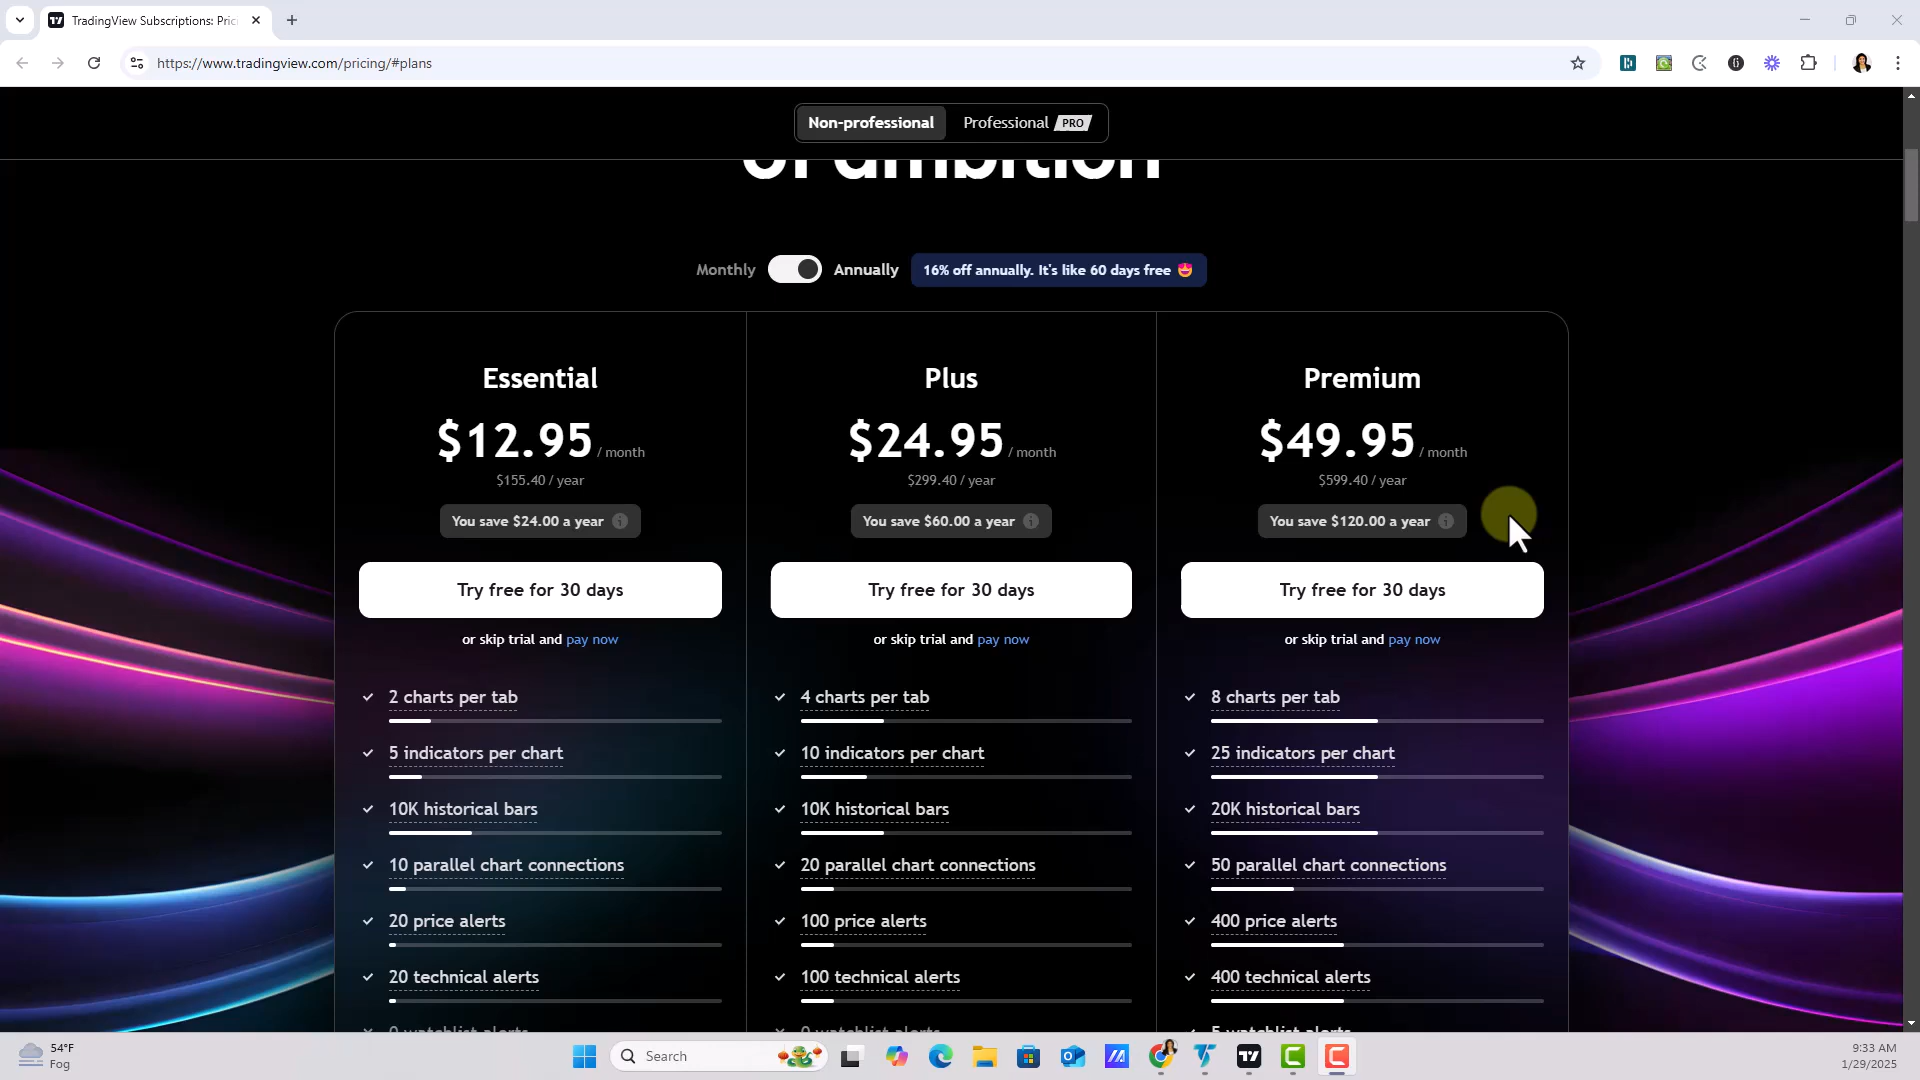 TradingView Subscriptions: Pric
https://www.tradingview.com/pricing/#plans
Non-professional
Professional PRO
of ambition
Monthly
Annually
16% off annually. It's like 60 days free 🤩
Essential
$12.95 / month
$155.40 / year
You save $24.00 a year
Try free for 30 days
or skip trial and pay now
2 charts per tab
5 indicators per chart
10K historical bars
10 parallel chart connections
20 price alerts
20 technical alerts
0 watchlist alerts
Plus
$24.95 / month
$299.40 / year
You save $60.00 a year
Try free for 30 days
or skip trial and pay now
4 charts per tab
10 indicators per chart
10K historical bars
20 parallel chart connections
100 price alerts
100 technical alerts
0 watchlist alerts
Premium
$49.95 / month
$599.40 / year
You save $120.00 a year
Try free for 30 days
or skip trial and pay now
8 charts per tab
25 indicators per chart
20K historical bars
50 parallel chart connections
400 price alerts
400 technical alerts
5 watchlist alerts
54°F
Fog
Search
9:33 AM
1/29/2025